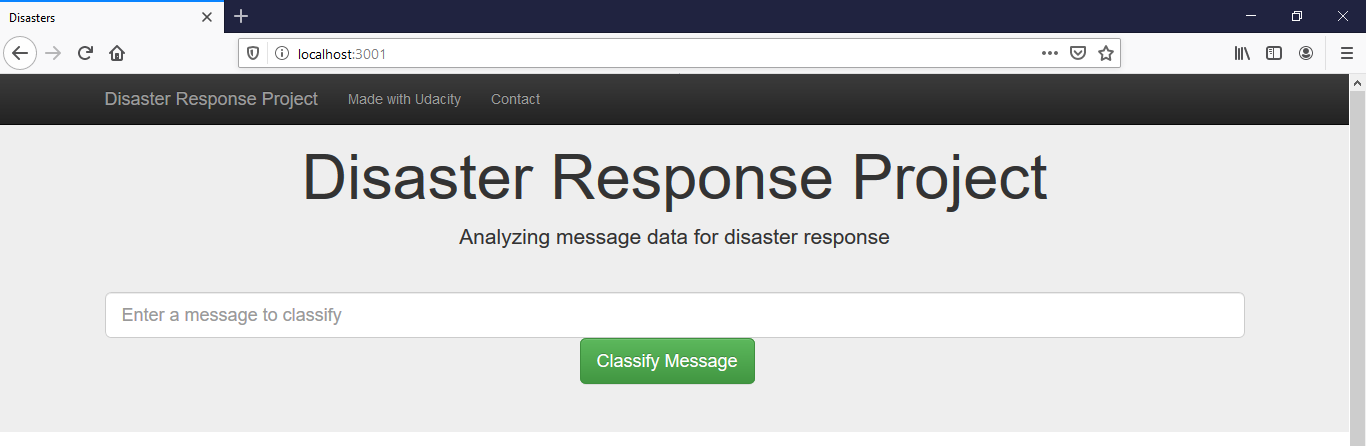 Disasters
localhost:3001
Disaster Response Project Made with Udacity Contact
Disaster Response Project
Analyzing message data for disaster response
Enter a message to classify
Classify Message